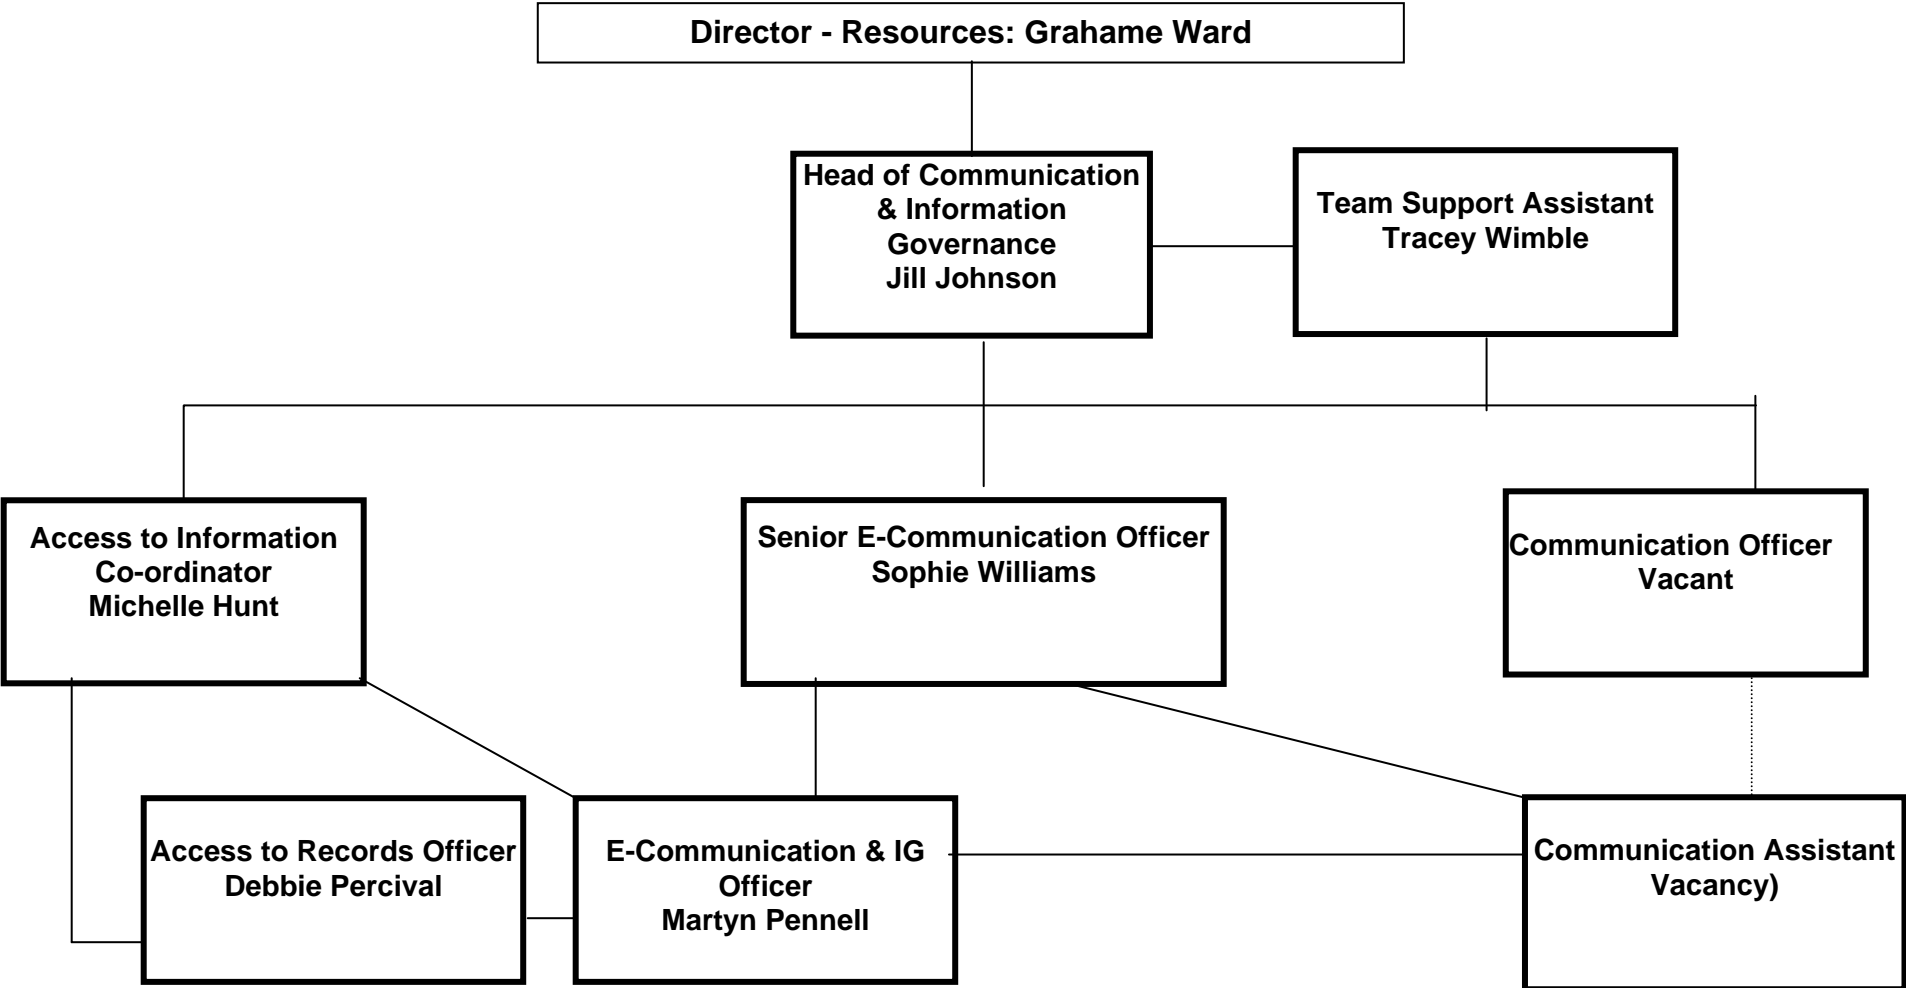 Director - Resources: Grahame Ward
Head of Communication
& Information
Governance
Jill Johnson
Team Support Assistant
Tracey Wimble
Access to Information
Co-ordinator
Michelle Hunt
Senior E-Communication Officer
Sophie Williams
Communication Officer
Vacant
Access to Records Officer
Debbie Percival
E-Communication & IG
Officer
Martyn Pennell
Communication Assistant
Vacancy)